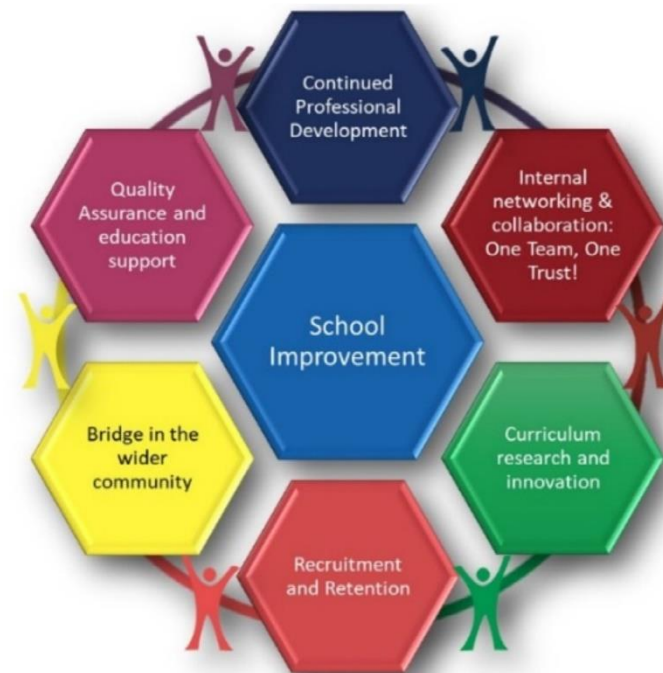 Continued
Professional
Development
Internal
networking &
collaboration:
One Team, One
Trust!
Curriculum
research and
innovation
Recruitment
and Retention
Bridge in the
wider
community
Quality
Assurance and
education
support
School
Improvement